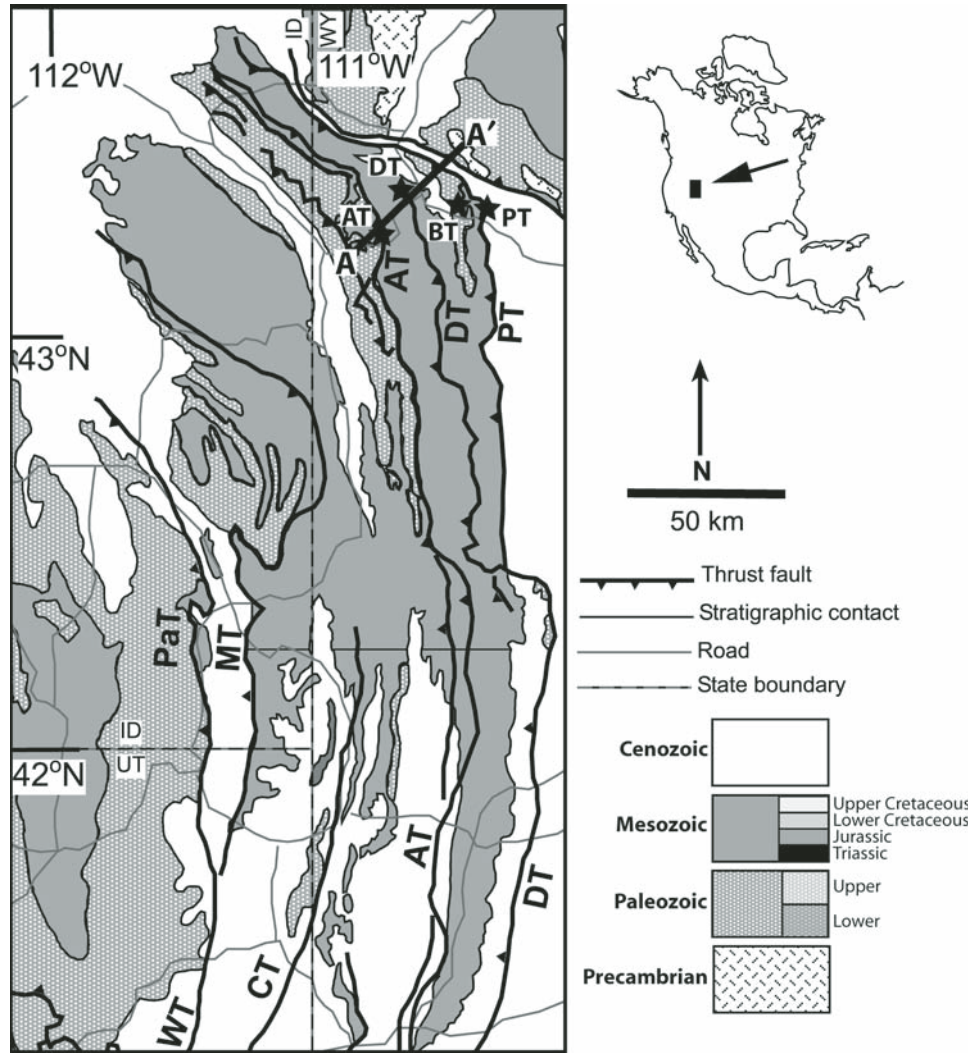 ID
WY
112°W
111°W
A'
DT
AT
BT
PT
A
AT
DT
PT
43°N
N
50 km
Thrust fault
Stratigraphic contact
Road
State boundary
PaT
MT
ID
UT
42°N
AT
DT
CT
WT
Cenozoic
Mesozoic
Upper Cretaceous
Lower Cretaceous
Jurassic
Triassic
Paleozoic
Upper
Lower
Precambrian